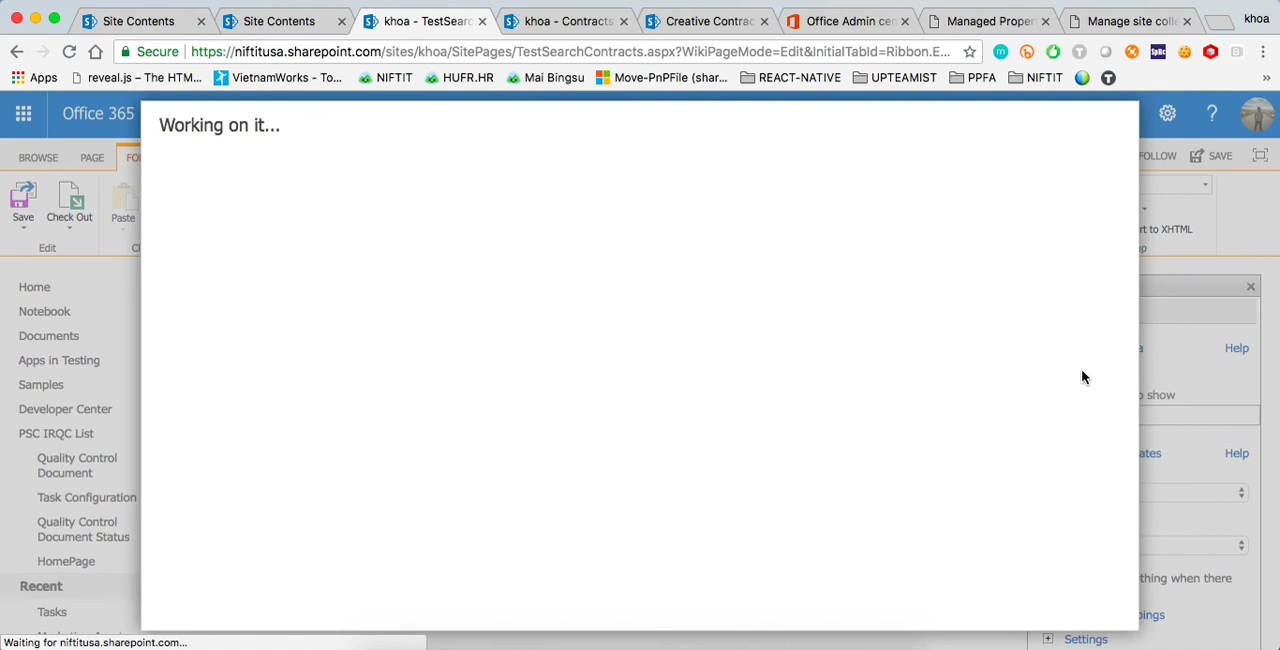 Site Contents
Site Contents
khoa - TestSearc
khoa - Contracts
Creative Contrac
Office Admin cen
Managed Proper
Manage site colle
khoa
Secure https://niftitusa.sharepoint.com/sites/khoa/SitePages/TestSearchContracts.aspx?WikiPageMode=Edit&InitialTabId=Ribbon.E...
Apps reveal.js – The HTM... VietnamWorks - To... NIFTIT HUFR.HR Mai Bingsu Move-PnPFile (shar... REACT-NATIVE UPTEAMIST PPFA NIFTIT »
Office 365
Working on it...
BROWSE PAGE FO
FOLLOW SAVE
Save Check Out Paste
rt to XHTML
Edit Cl
Home
Notebook
Documents
Apps in Testing
Samples
Developer Center
PSC IRQC List
Quality Control
Document
Task Configuration
Quality Control
Document Status
HomePage
Recent
Tasks
Help
show
ates Help
thing when there
ings
Settings
Waiting for niftitusa.sharepoint.com...